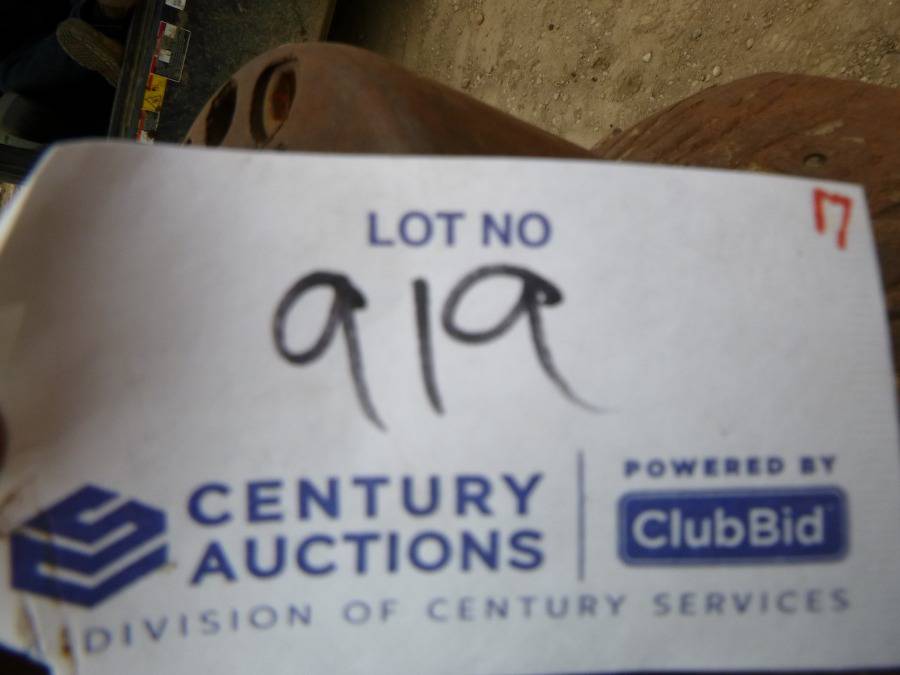 LOT NO
17
919
CENTURY
AUCTIONS
POWERED BY
ClubBid
DIVISION OF CENTURY SERVICES